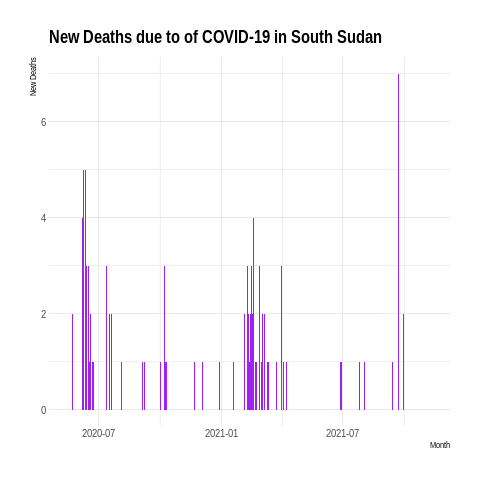 New Deaths due to of COVID-19 in South Sudan
New Deaths
6
4
2
0
2020-07 2021-01 2021-07
Month